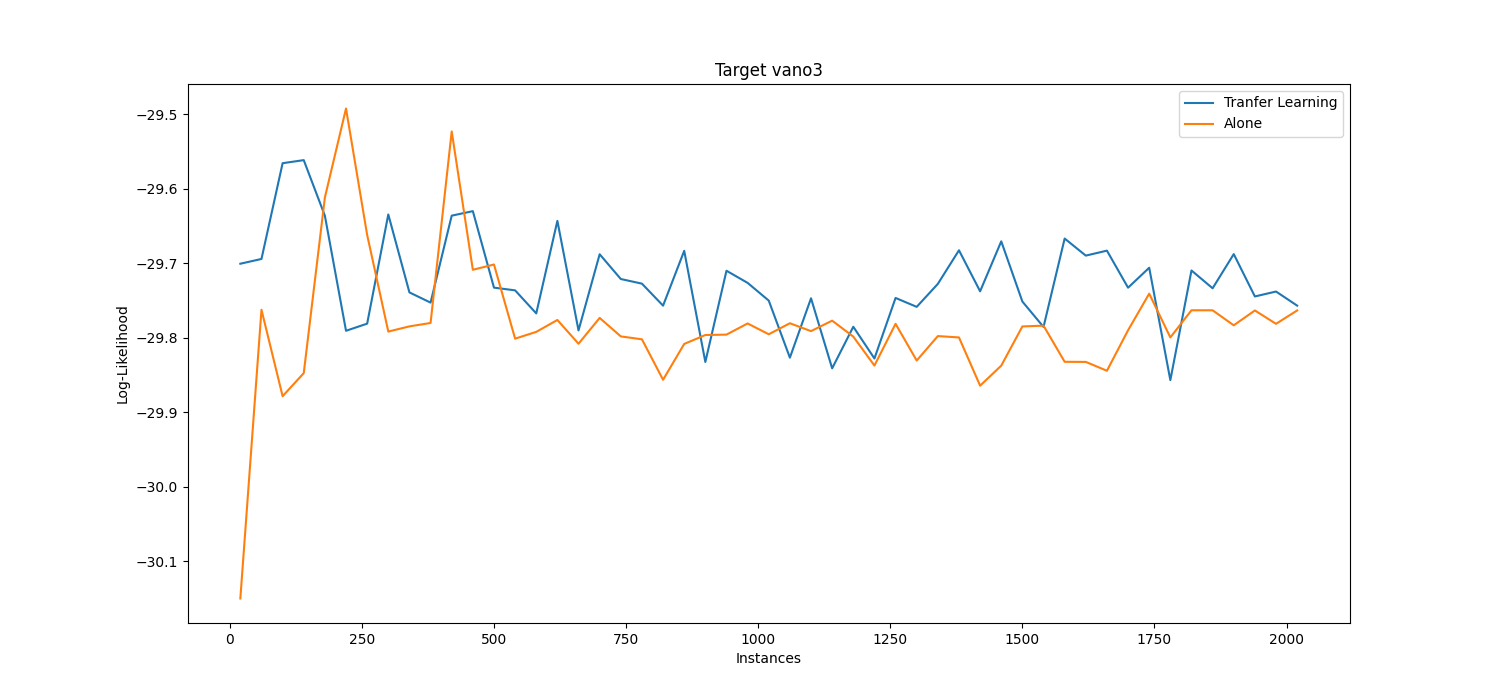 Target vano3
Tranfer Learning
Alone
Log-Likelihood
−29.5
−29.6
−29.7
−29.8
−29.9
−30.0
−30.1
0 250 500 750 1000 1250 1500 1750 2000
Instances